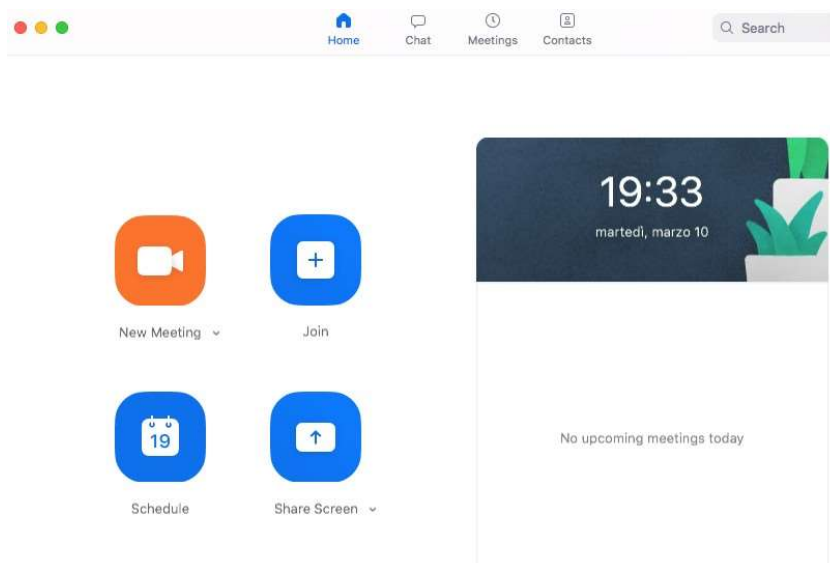 Home
Chat
Meetings
Contacts
Search
19:33
martedì, marzo 10
New Meeting
Join
19
Schedule
Share Screen
No upcoming meetings today